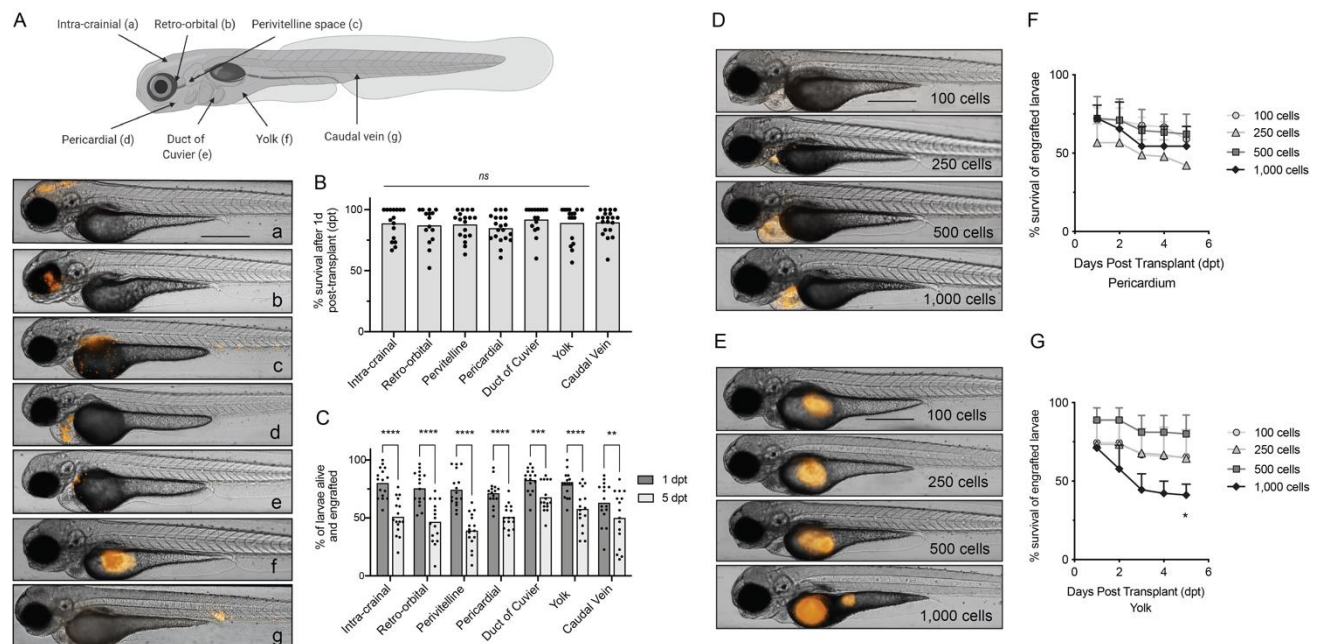 A
Intra-crainial (a)
Retro-orbital (b)
Perivitelline space (c)
Pericardial (d)
Duct of
Cuvier (e)
Yolk (f)
Caudal vein (g)
a
b
c
d
e
f
g
B
ns
% survival after 1d
post-transplant (dpt)
100
50
0
Intra-crainal
Retro-orbital
Pervitelline
Pericardial
Duct of Cuvier
Yolk
Caudal Vein
C
% of larvae alive
and engrafted
100
50
0
**** **** **** **** *** **** **
1 dpt
5 dpt
Intra-crainal
Retro-orbital
Perivitelline
Pericardial
Duct of Cuvier
Yolk
Caudal Vein
D
100 cells
250 cells
500 cells
1,000 cells
E
100 cells
250 cells
500 cells
1,000 cells
F
% survival of engrafted larvae
100
50
0
0 2 4 6
Days Post Transplant (dpt)
Pericardium
100 cells
250 cells
500 cells
1,000 cells
G
% survival of engrafted larvae
100
50
0
0 2 4 6
*
Days Post Transplant (dpt)
Yolk
100 cells
250 cells
500 cells
1,000 cells